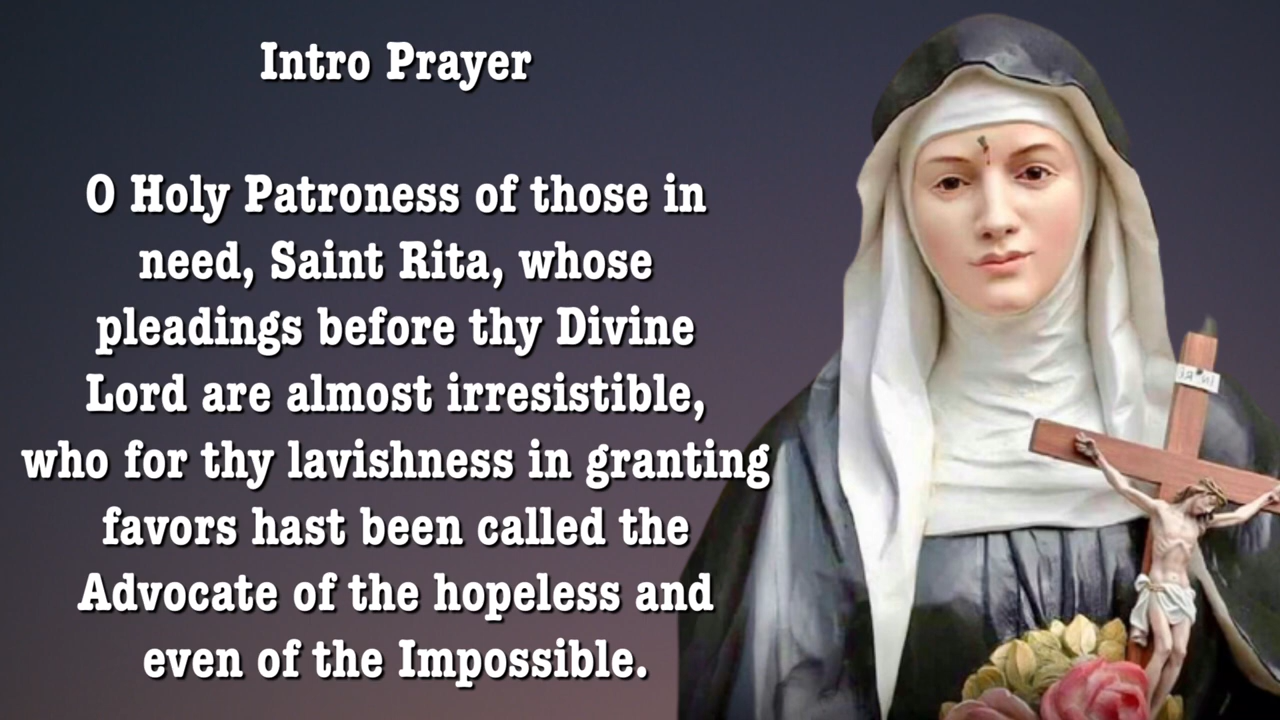 Intro Prayer
O Holy Patroness of those in
need, Saint Rita, whose
pleadings before thy Divine
Lord are almost irresistible,
who for thy lavishness in granting
favors hast been called the
Advocate of the hopeless and
even of the Impossible.